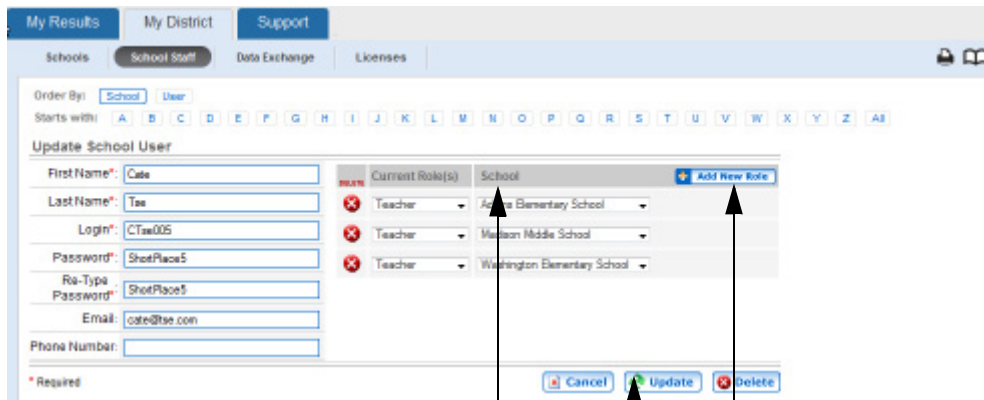 My Results My District Support
Schools School Staff Data Exchange Licenses
Order By: School User
Starts with: A B C D E F G H I J K L M N O P Q R S T U V W X Y Z All
Update School User
First Name*: Cate
DELETE Current Role(s) School Add New Role
Last Name*: Tse
Teacher Elementary School
Login*: CTse005
Teacher Madison Middle School
Password*: ShortPlace5
Teacher Washington Elementary School
Re-Type Password*: ShortPlace5
Email: cate@tse.com
Phone Number:
* Required
Cancel Update Delete